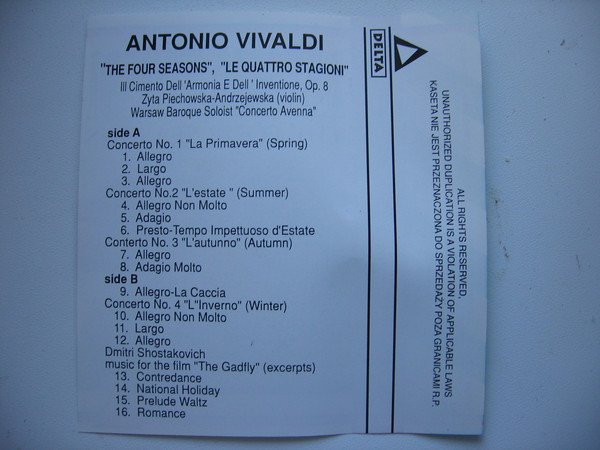 ANTONIO VIVALDI
"THE FOUR SEASONS", "LE QUATTRO STAGIONI"
Ill Cimento Dell 'Armonia E Dell ' Inventione, Op. 8
Zyta Piechowska-Andrzejewska (violin)
Warsaw Baroque Soloist "Concerto Avenna"
side A
Concerto No. 1 "La Primavera" (Spring)
1. Allegro
2. Largo
3. Allegro
Concerto No.2 "L'estate " (Summer)
4. Allegro Non Molto
5. Adagio
6. Presto-Tempo Impettuoso d'Estate
Conterto No. 3 "L'autunno" (Autumn)
7. Allegro
8. Adagio Molto
side B
9. Allegro-La Caccia
Concerto No. 4 "L"Inverno" (Winter)
10. Allegro Non Molto
11. Largo
12. Allegro
Dmitri Shostakovich
music for the film "The Gadfly" (excerpts)
13. Contredance
14. National Holiday
15. Prelude Waltz
16. Romance
DELTA
ALL RIGHTS RESERVED,
UNAUTHORIZED DUPLICATION IS A VIOLATION OF APPLICABLE LAWS
KASETA NIE JEST PRZEZNACZONA DO SPRZEDAŻY POZA GRANICAMI R.P.